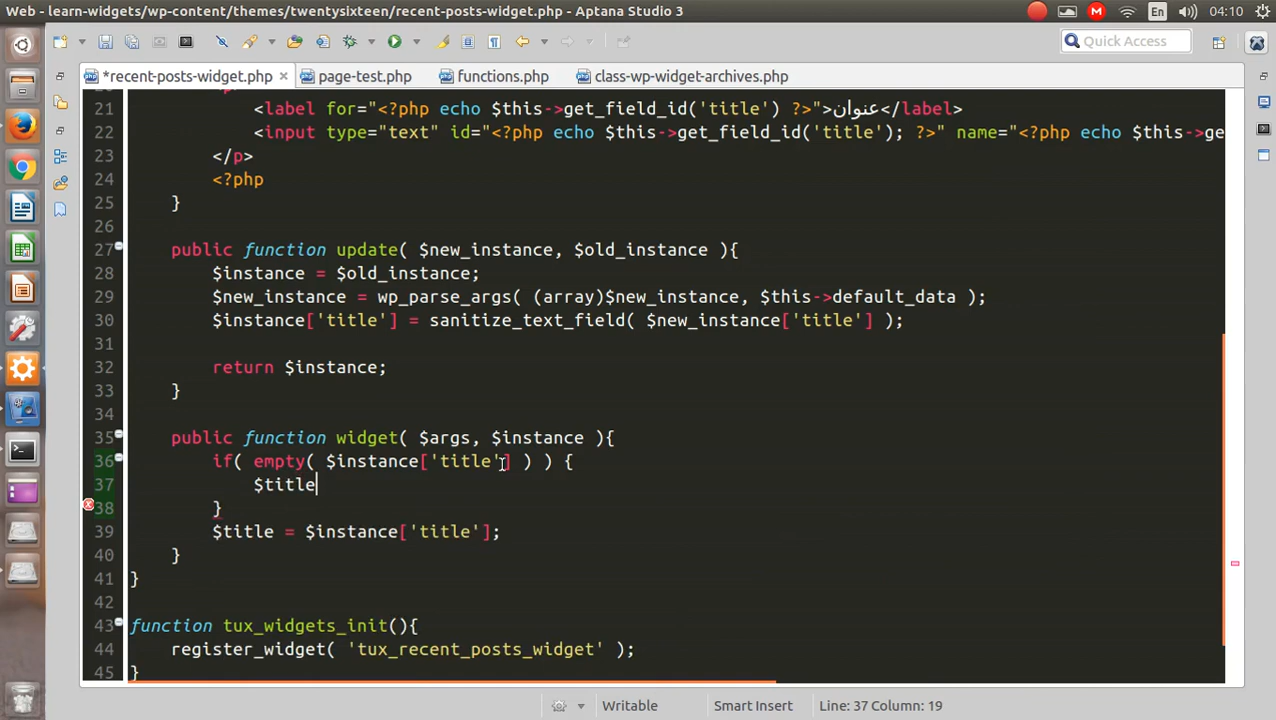 Web - learn-widgets/wp-content/themes/twentysixteen/recent-posts-widget.php - Aptana Studio 3
En
04:10
Quick Access
*recent-posts-widget.php
page-test.php
functions.php
class-wp-widget-archives.php
21 <label for="<?php echo $this->get_field_id('title') ?>">عنوان</label>
22 <input type="text" id="<?php echo $this->get_field_id('title'); ?>" name="<?php echo $this->ge
23 </p>
24 <?php
25 }
26
27 public function update( $new_instance, $old_instance ){
28 $instance = $old_instance;
29 $new_instance = wp_parse_args( (array)$new_instance, $this->default_data );
30 $instance['title'] = sanitize_text_field( $new_instance['title'] );
31
32 return $instance;
33 }
34
35 public function widget( $args, $instance ){
36 if( empty( $instance['title'] ) ) {
37 $title
38 }
39 $title = $instance['title'];
40 }
41 }
42
43 function tux_widgets_init(){
44 register_widget( 'tux_recent_posts_widget' );
45 }
Writable
Smart Insert
Line: 37 Column: 19